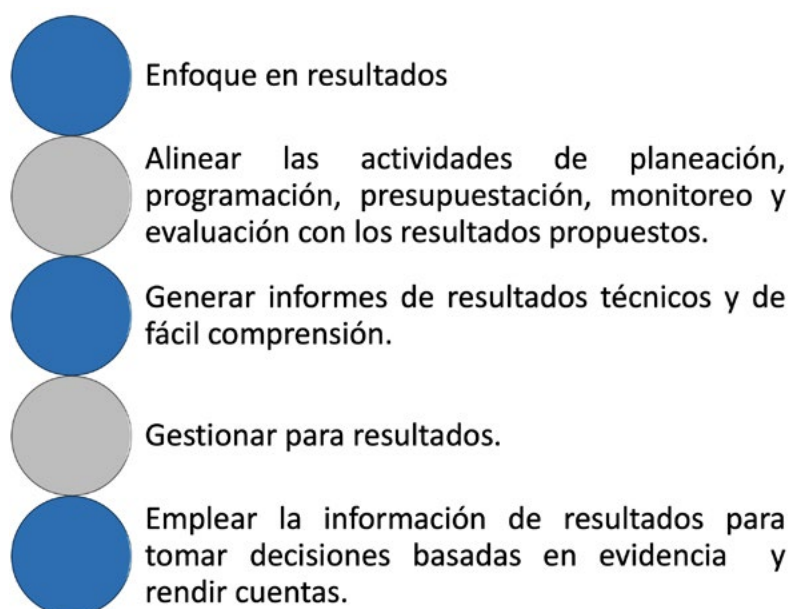 Enfoque en resultados
Alinear las actividades de planeación,
programación, presupuestación, monitoreo y
evaluación con los resultados propuestos.
Generar informes de resultados técnicos y de
fácil comprensión.
Gestionar para resultados.
Emplear la información de resultados para
tomar decisiones basadas en evidencia y
rendir cuentas.